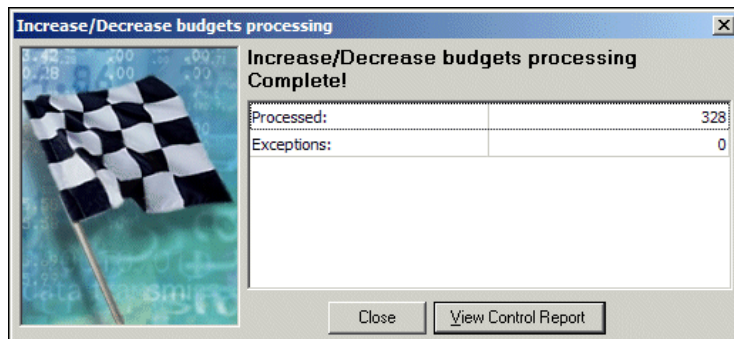 Increase/Decrease budgets processing
Increase/Decrease budgets processing
Complete!
Processed: 328
Exceptions: 0
Close View Control Report